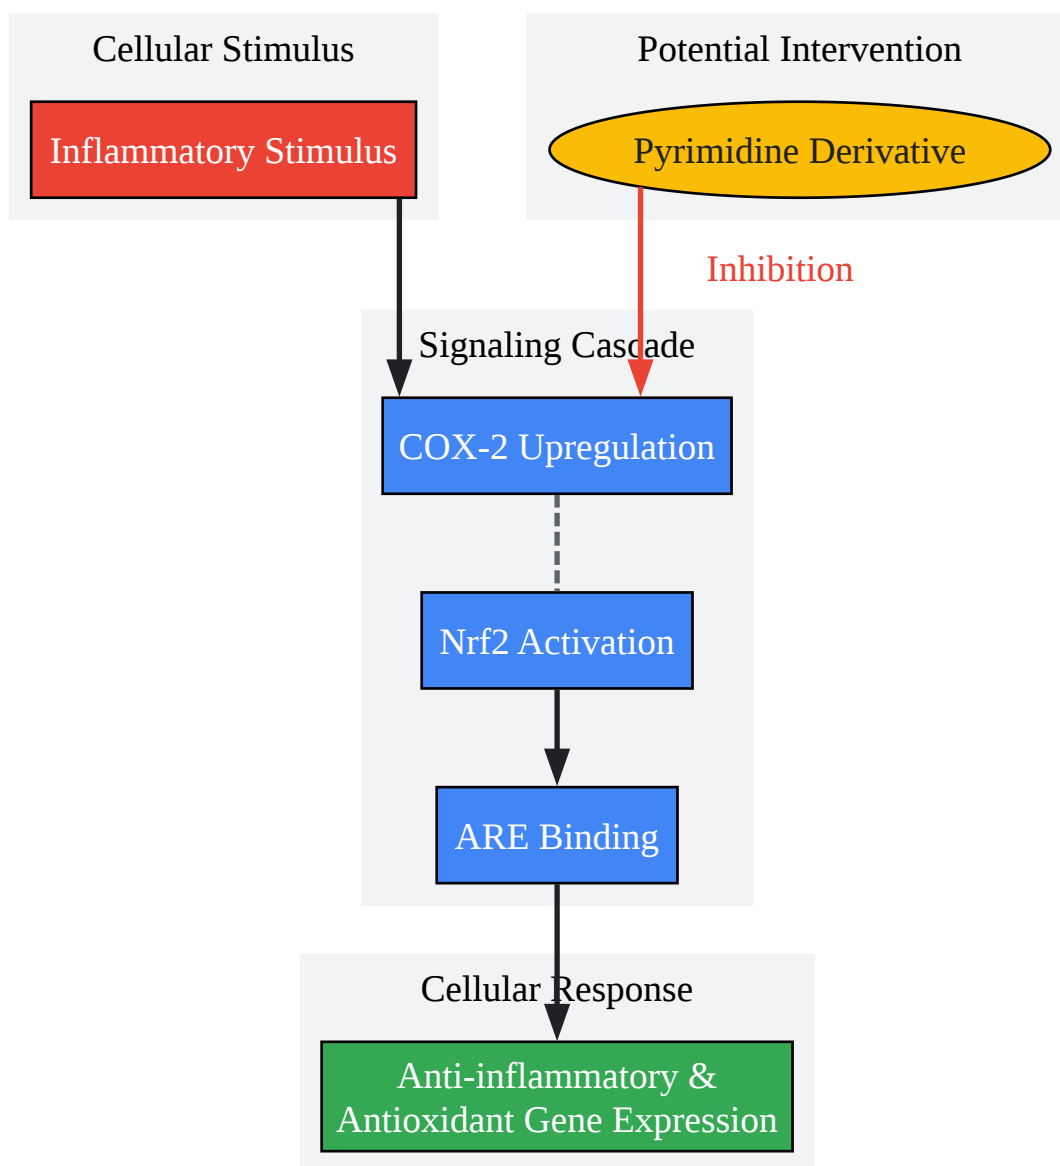 Cellular Stimulus
Potential Intervention
Inflammatory Stimulus
Pyrimidine Derivative
Inhibition
Signaling Cascade
COX-2 Upregulation
Nrf2 Activation
ARE Binding
Cellular Response
Anti-inflammatory &
Antioxidant Gene Expression